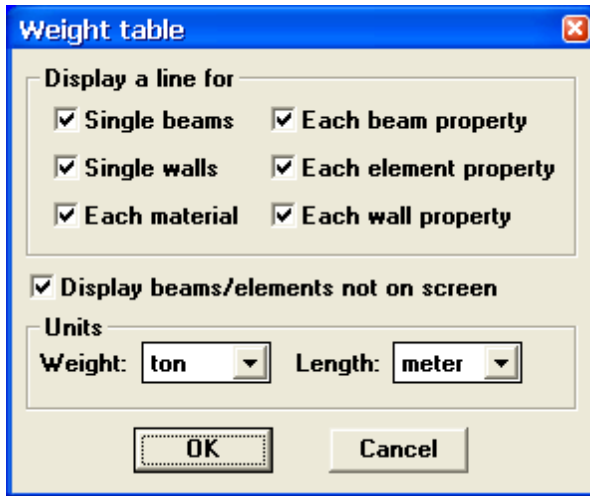 Weight table
Display a line for
Single beams Each beam property
Single walls Each element property
Each material Each wall property
Display beams/elements not on screen
Units
Weight: ton Length: meter
OK Cancel